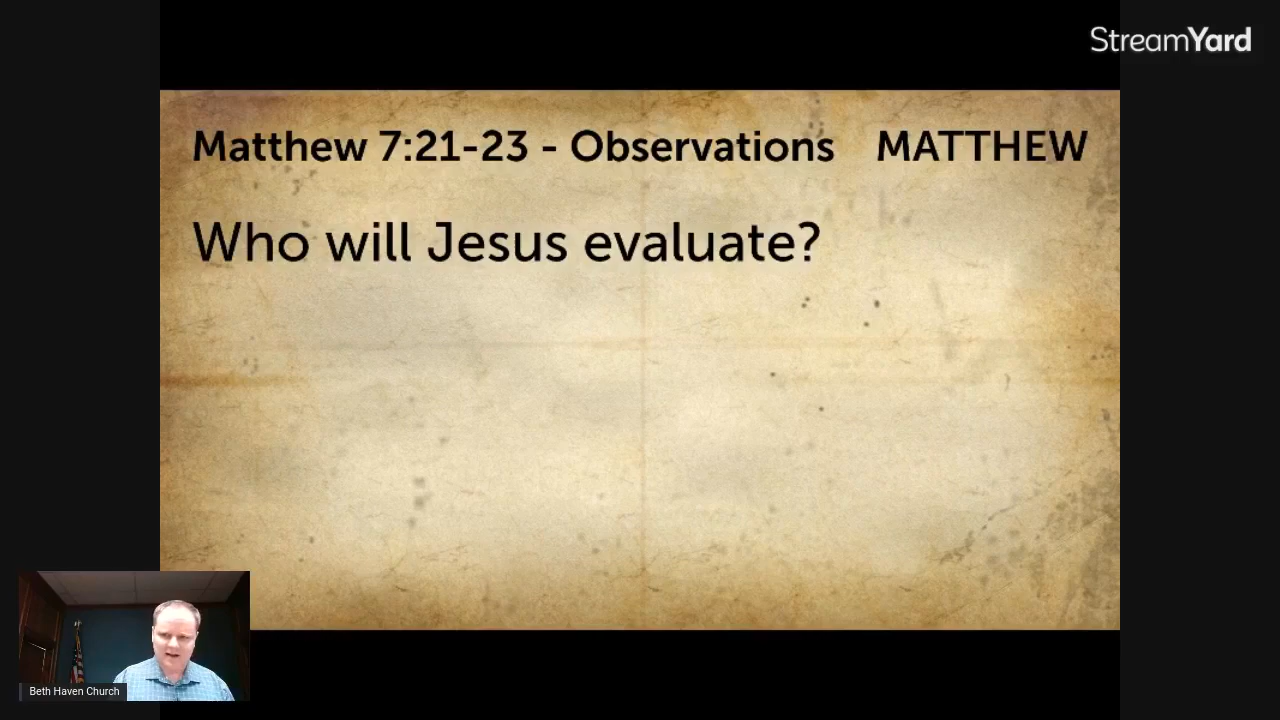 StreamYard
Matthew 7:21-23 - Observations MATTHEW
Who will Jesus evaluate?
Beth Haven Church